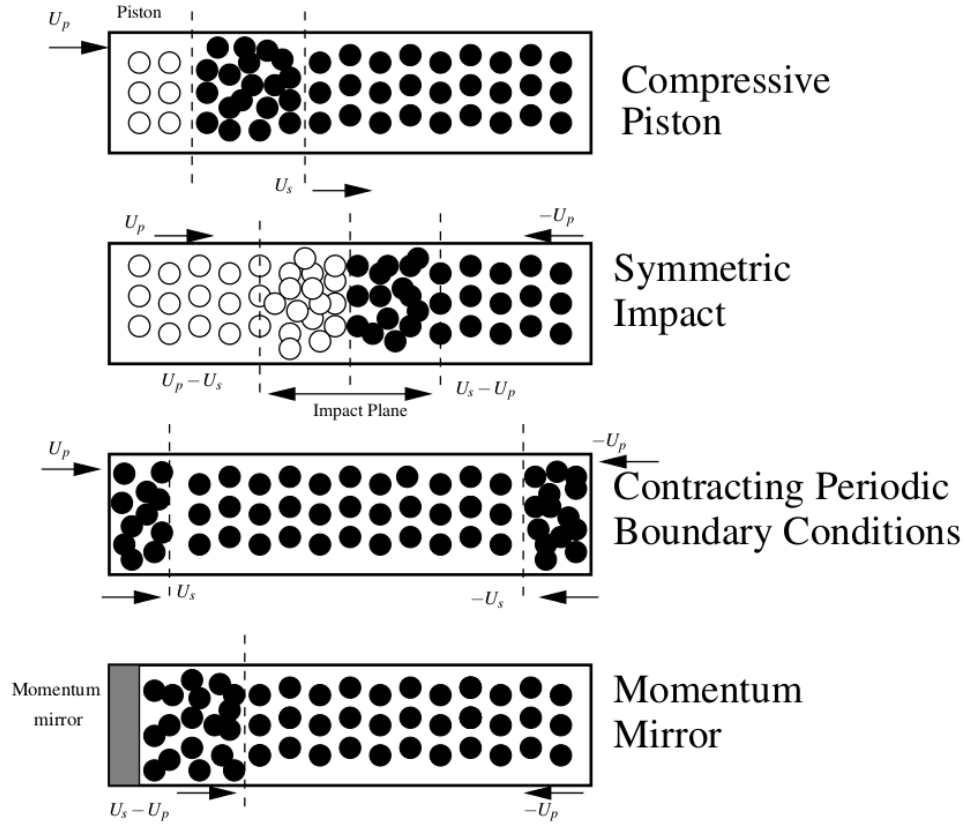 Piston
U_p
Compressive
Piston
U_s
U_p
−U_p
Symmetric
Impact
U_p − U_s
U_s − U_p
Impact Plane
U_p
−U_p
Contracting Periodic
Boundary Conditions
U_s
−U_s
Momentum
mirror
Momentum
Mirror
U_s − U_p
−U_p